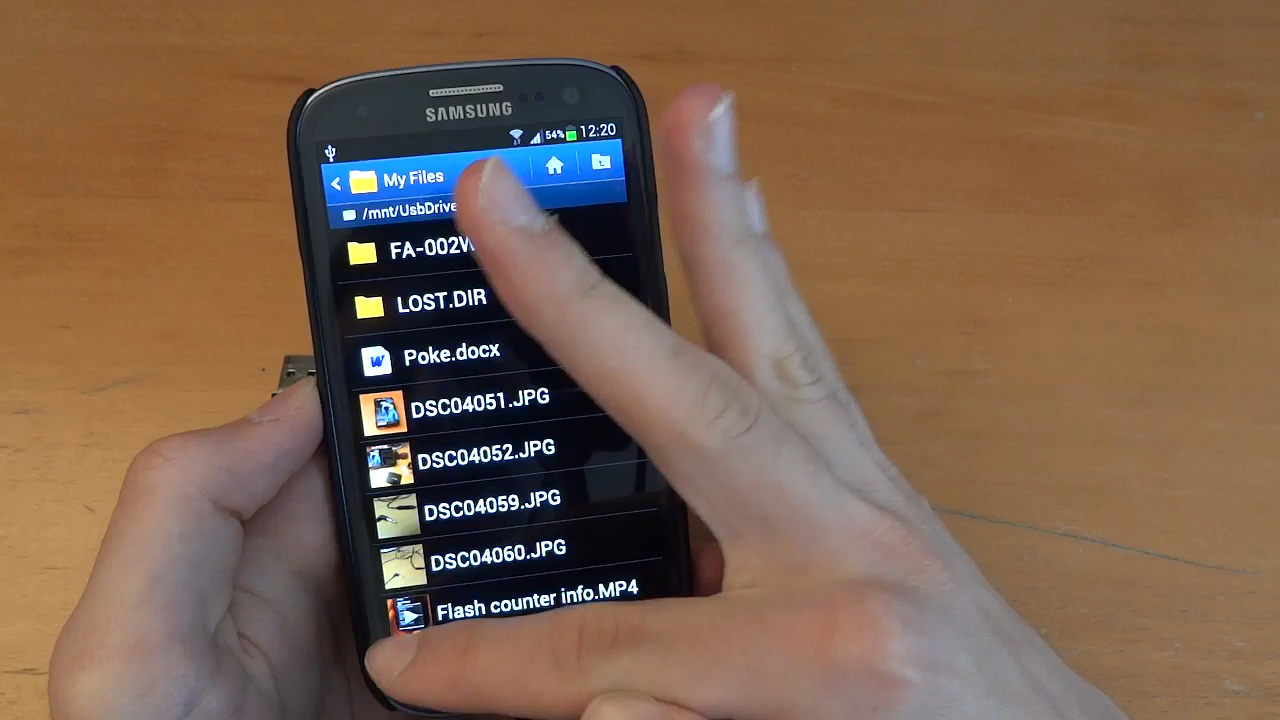 SAMSUNG
54% 12:20
My Files
/mnt/UsbDrive
FA-002W
LOST.DIR
W Poke.docx
DSC04051.JPG
DSC04052.JPG
DSC04059.JPG
DSC04060.JPG
Flash counter info.MP4